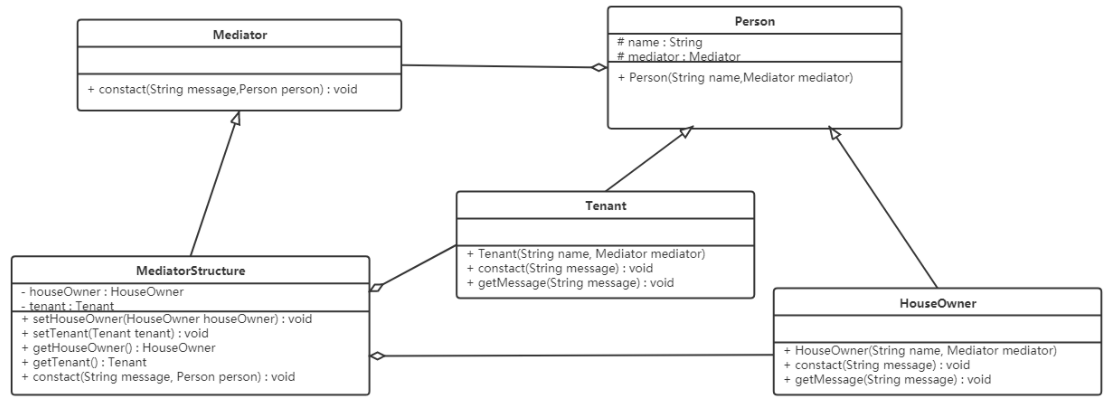 Mediator
+ constact(String message,Person person) : void
Person
# name : String
# mediator : Mediator
+ Person(String name,Mediator mediator)
Tenant
+ Tenant(String name, Mediator mediator)
+ constact(String message) : void
+ getMessage(String message) : void
MediatorStructure
- houseOwner : HouseOwner
- tenant : Tenant
+ setHouseOwner(HouseOwner houseOwner) : void
+ setTenant(Tenant tenant) : void
+ getHouseOwner() : HouseOwner
+ getTenant() : Tenant
+ constact(String message, Person person) : void
HouseOwner
+ HouseOwner(String name, Mediator mediator)
+ constact(String message) : void
+ getMessage(String message) : void